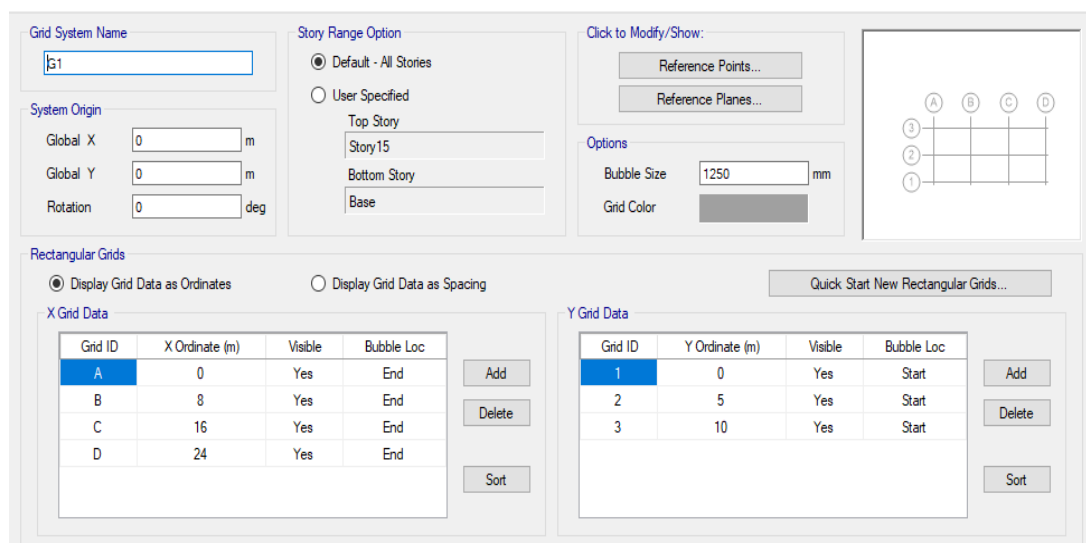 Grid System Name
G1
System Origin
Global X 0 m
Global Y 0 m
Rotation 0 deg
Story Range Option
Default - All Stories
User Specified
Top Story
Story15
Bottom Story
Base
Click to Modify/Show:
Reference Points...
Reference Planes...
Options
Bubble Size 1250 mm
Grid Color
A B C D
3
2
1
Rectangular Grids
Display Grid Data as Ordinates Display Grid Data as Spacing Quick Start New Rectangular Grids...
X Grid Data
Grid ID X Ordinate (m) Visible Bubble Loc
A 0 Yes End
B 8 Yes End
C 16 Yes End
D 24 Yes End
Add
Delete
Sort
Y Grid Data
Grid ID Y Ordinate (m) Visible Bubble Loc
1 0 Yes Start
2 5 Yes Start
3 10 Yes Start
Add
Delete
Sort